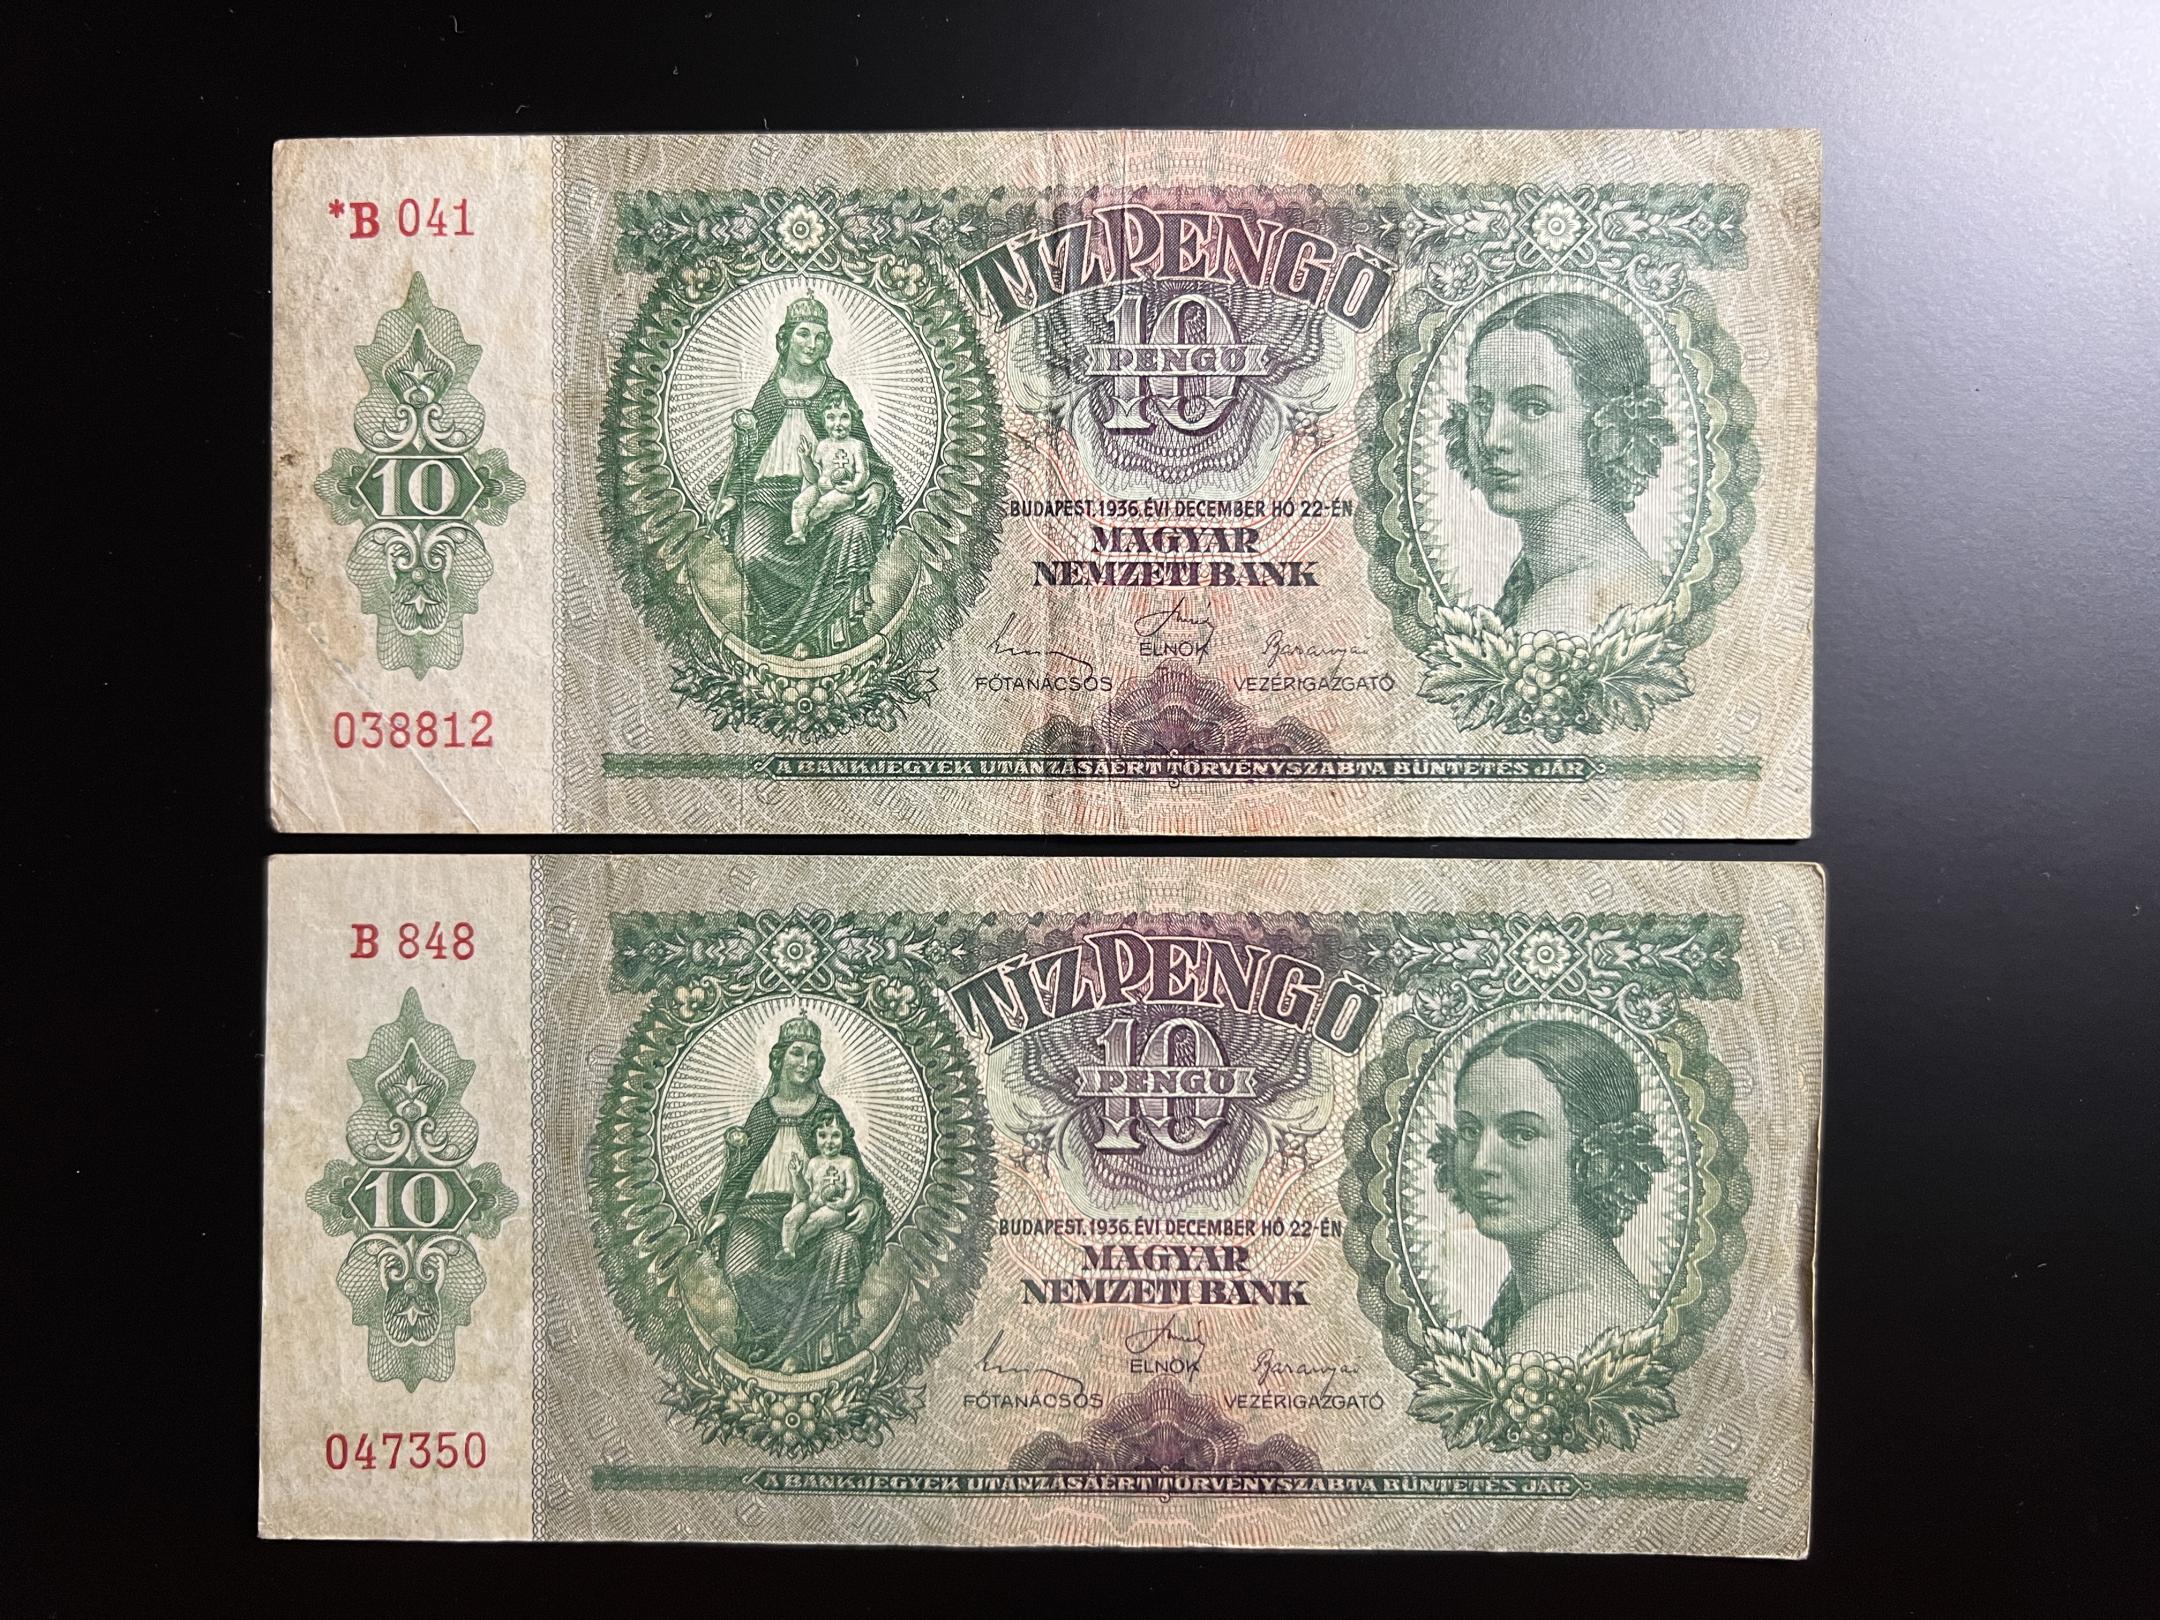 *B 041
TÍZ PENGŐ
10
PENGŐ
10
BUDAPEST, 1936. ÉVI DECEMBER HÓ 22-ÉN
MAGYAR
NEMZETI BANK
ELNÖK
FŐTANÁCSOS VEZÉRIGAZGATÓ
038812
A BANKJEGYEK UTÁNZÁSÁÉRT TÖRVÉNYSZABTA BÜNTETÉS JÁR
B 848
TÍZ PENGŐ
10
PENGŐ
10
BUDAPEST, 1936. ÉVI DECEMBER HÓ 22-ÉN
MAGYAR
NEMZETI BANK
ELNÖK
FŐTANÁCSOS VEZÉRIGAZGATÓ
047350
A BANKJEGYEK UTÁNZÁSÁÉRT TÖRVÉNYSZABTA BÜNTETÉS JÁR